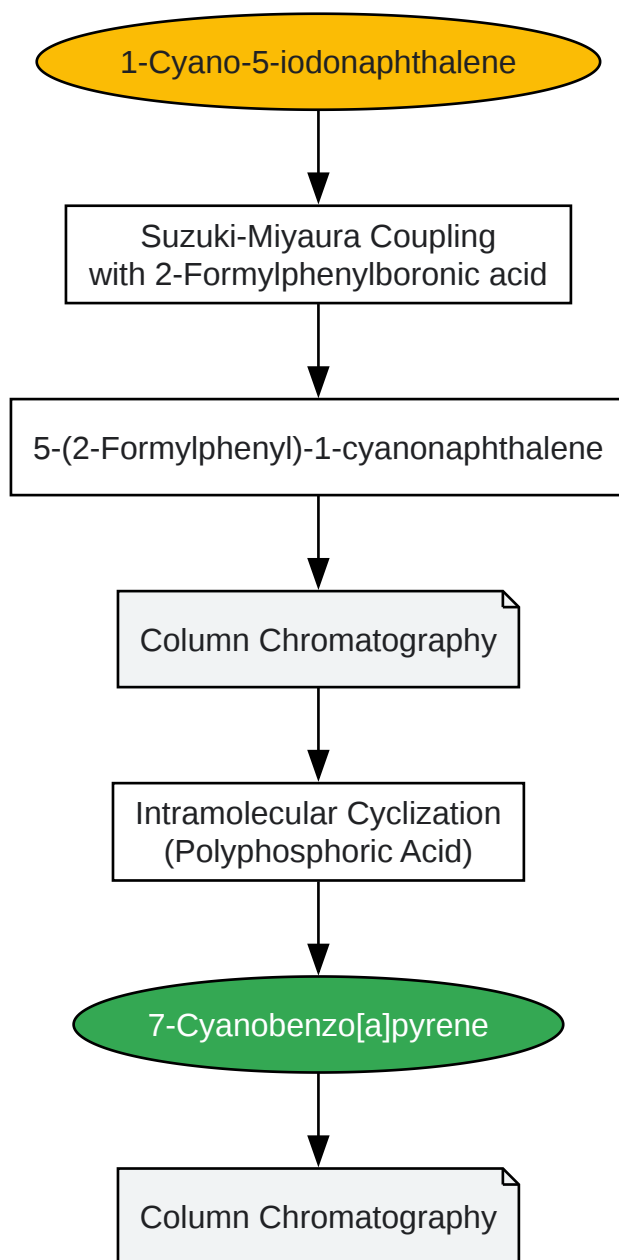 1-Cyano-5-iodonaphthalene
Suzuki-Miyaura Coupling
with 2-Formylphenylboronic acid
5-(2-Formylphenyl)-1-cyanonaphthalene
Column Chromatography
Intramolecular Cyclization
(Polyphosphoric Acid)
7-Cyanobenzo[a]pyrene
Column Chromatography